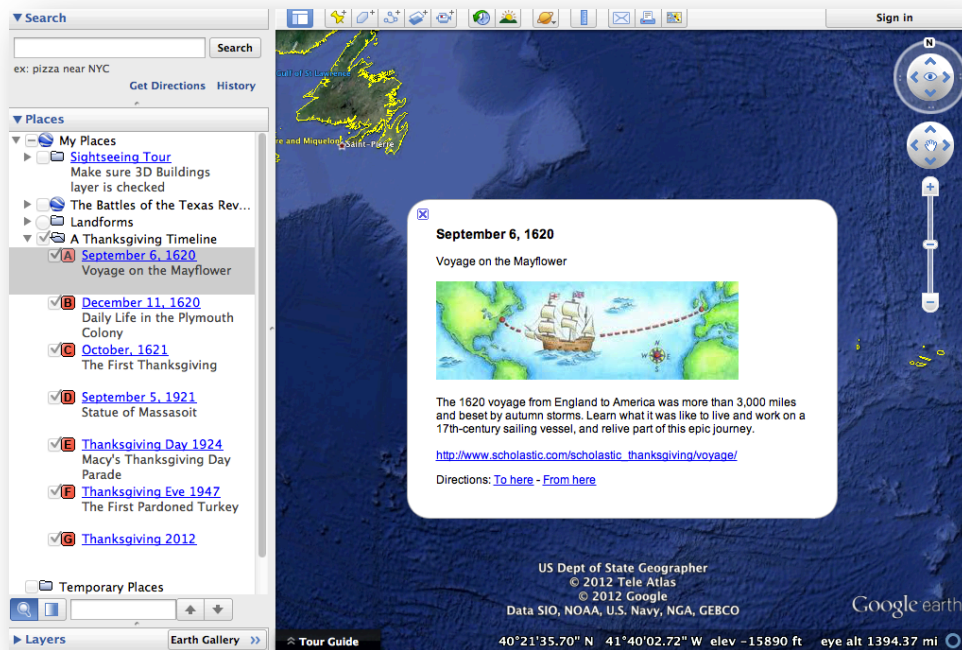 Search
Sign in
Search
ex: pizza near NYC
Get Directions History
Places
My Places
Sightseeing Tour
Make sure 3D Buildings
layer is checked
The Battles of the Texas Rev...
Landforms
A Thanksgiving Timeline
A September 6, 1620
Voyage on the Mayflower
B December 11, 1620
Daily Life in the Plymouth
Colony
C October, 1621
The First Thanksgiving
D September 5, 1921
Statue of Massasoit
E Thanksgiving Day 1924
Macy's Thanksgiving Day
Parade
F Thanksgiving Eve 1947
The First Pardoned Turkey
G Thanksgiving 2012
Temporary Places
Layers
Earth Gallery >>
Gulf of St Lawrence
re and Miquelon
Saint-Pierre
N
September 6, 1620
Voyage on the Mayflower
N
W E
S
The 1620 voyage from England to America was more than 3,000 miles
and beset by autumn storms. Learn what it was like to live and work on a
17th-century sailing vessel, and relive part of this epic journey.
http://www.scholastic.com/scholastic_thanksgiving/voyage/
Directions: To here - From here
US Dept of State Geographer
© 2012 Tele Atlas
© 2012 Google
Data SIO, NOAA, U.S. Navy, NGA, GEBCO
Google earth
Tour Guide
40°21'35.70" N 41°40'02.72" W elev -15890 ft eye alt 1394.37 mi